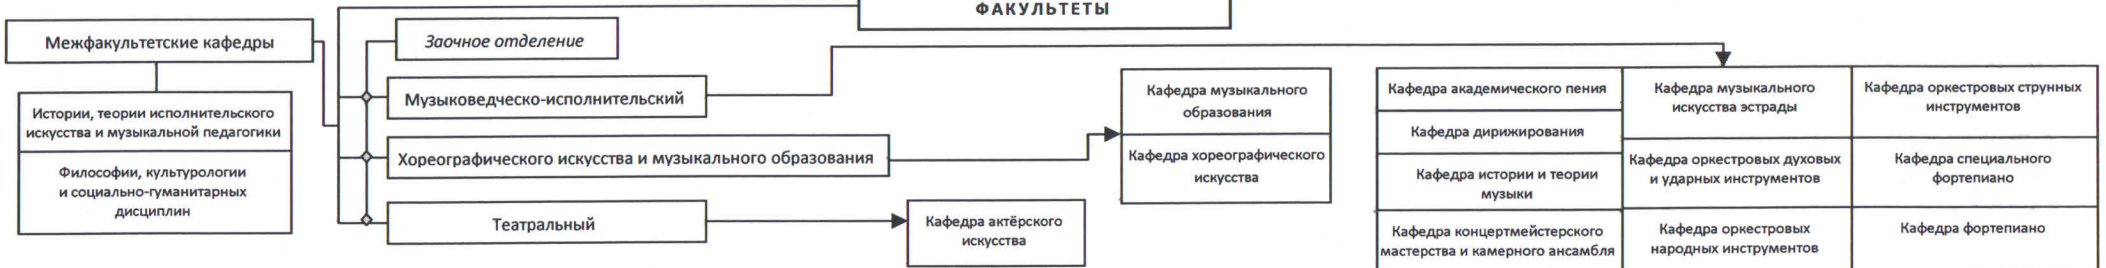 ФАКУЛЬТЕТЫ
Межфакультетские кафедры
Истории, теории исполнительского
искусства и музыкальной педагогики
Философии, культурологии
и социально-гуманитарных
дисциплин
Заочное отделение
Музыковедческо-исполнительский
Хореографического искусства и музыкального образования
Театральный
Кафедра актёрского
искусства
Кафедра музыкального
образования
Кафедра хореографического
искусства
Кафедра академического пения
Кафедра дирижирования
Кафедра истории и теории
музыки
Кафедра концертмейстерского
мастерства и камерного ансамбля
Кафедра музыкального
искусства эстрады
Кафедра оркестровых духовых
и ударных инструментов
Кафедра оркестровых
народных инструментов
Кафедра оркестровых струнных
инструментов
Кафедра специального
фортепиано
Кафедра фортепиано